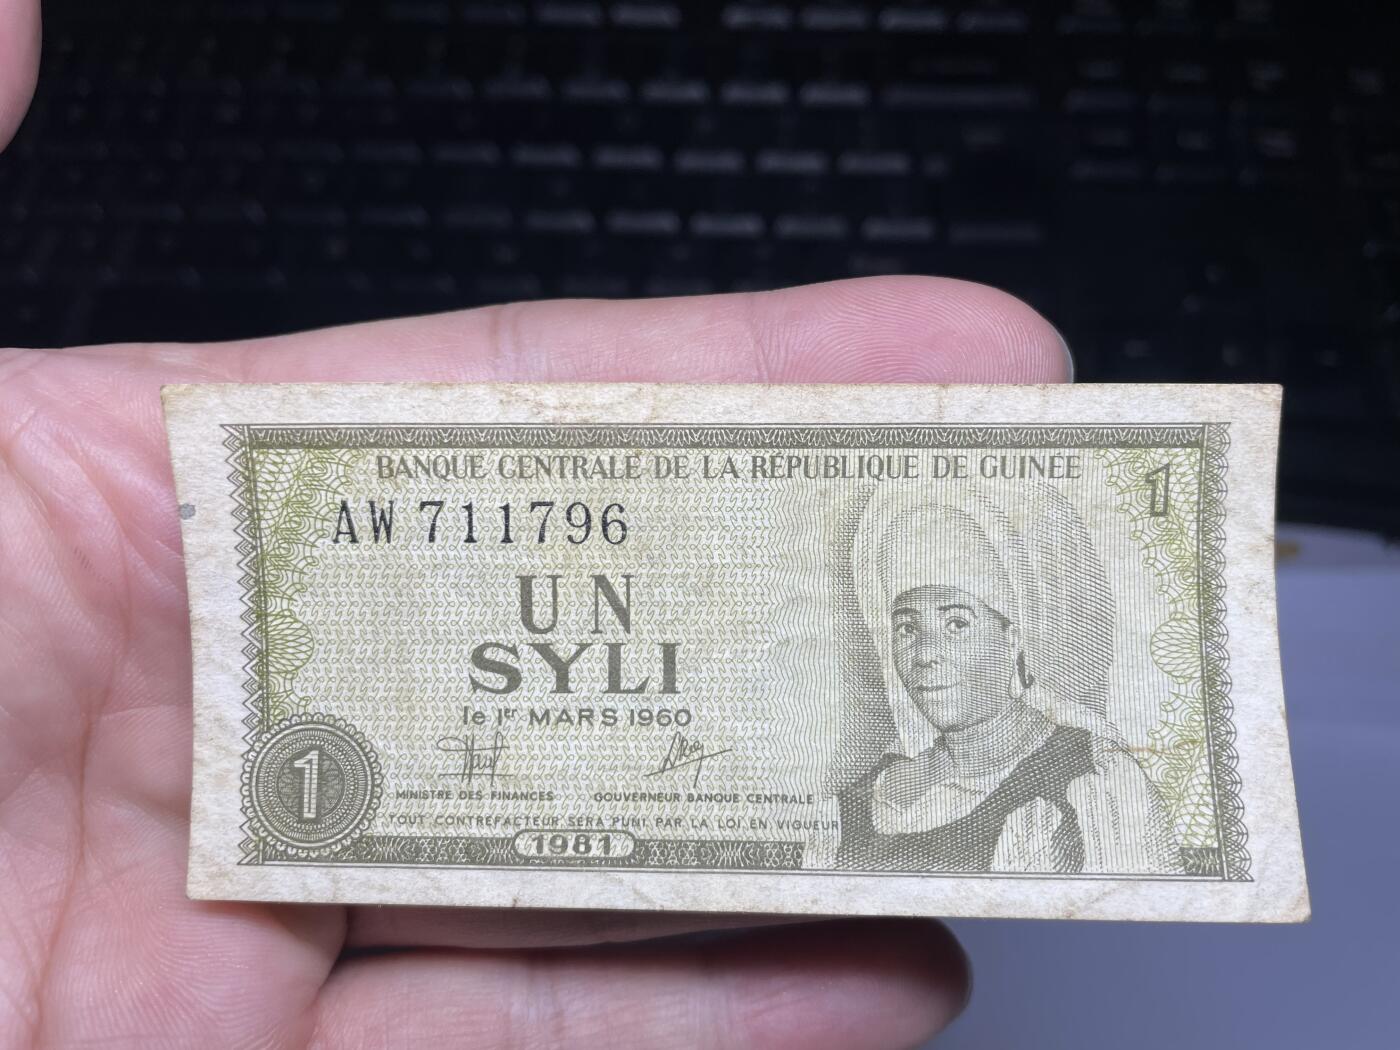 BANQUE CENTRALE DE LA RÉPUBLIQUE DE GUINÉE
1
AW 711796
UN
SYLI
le 1er MARS 1960
MINISTRE DES FINANCES GOUVERNEUR BANQUE CENTRALE
1
TOUT CONTREFACTEUR SERA PUNI PAR LA LOI EN VIGUEUR
1981